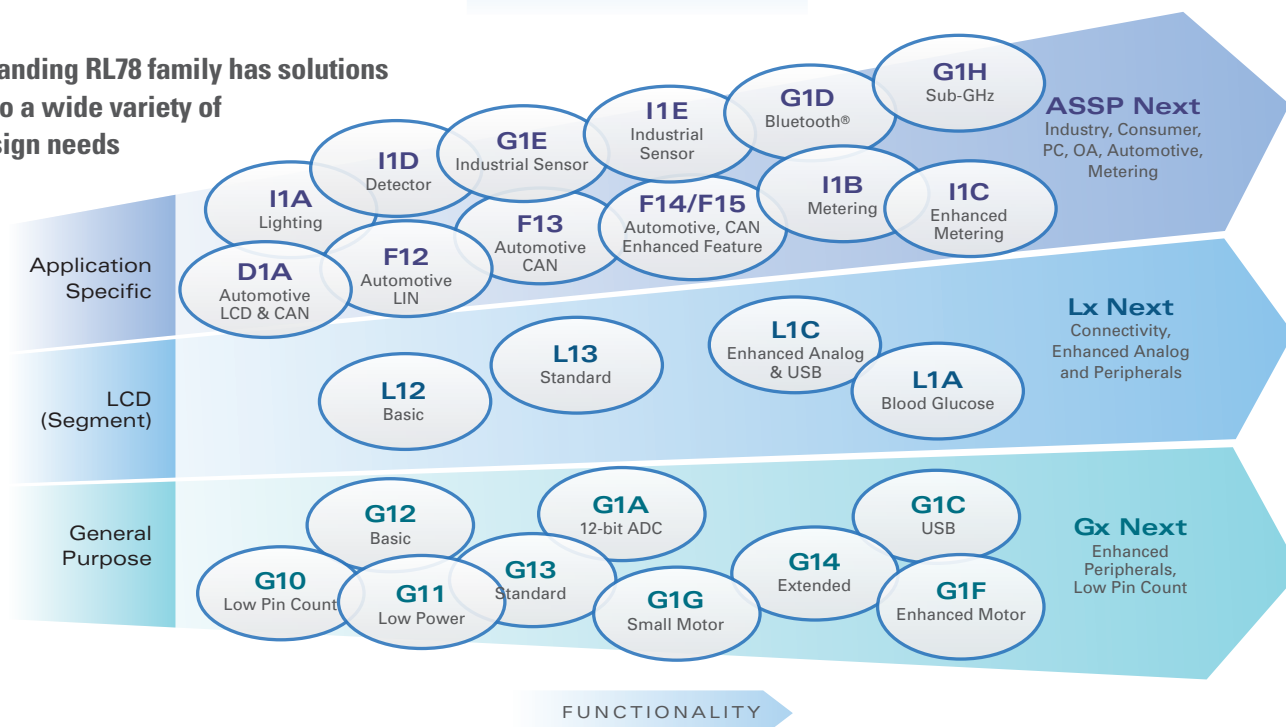 anding RL78 family has solutions
o a wide variety of
sign needs
Application
Specific
I1A
Lighting
I1D
Detector
G1E
Industrial Sensor
I1E
Industrial
Sensor
G1D
Bluetooth®
G1H
Sub-GHz
D1A
Automotive
LCD & CAN
F12
Automotive
LIN
F13
Automotive
CAN
F14/F15
Automotive, CAN
Enhanced Feature
I1B
Metering
I1C
Enhanced
Metering
ASSP Next
Industry, Consumer,
PC, OA, Automotive,
Metering
LCD
(Segment)
L12
Basic
L13
Standard
L1C
Enhanced Analog
& USB
L1A
Blood Glucose
Lx Next
Connectivity,
Enhanced Analog
and Peripherals
General
Purpose
G10
Low Pin Count
G12
Basic
G11
Low Power
G13
Standard
G1A
12-bit ADC
G1G
Small Motor
G14
Extended
G1C
USB
G1F
Enhanced Motor
Gx Next
Enhanced
Peripherals,
Low Pin Count
FUNCTIONALITY